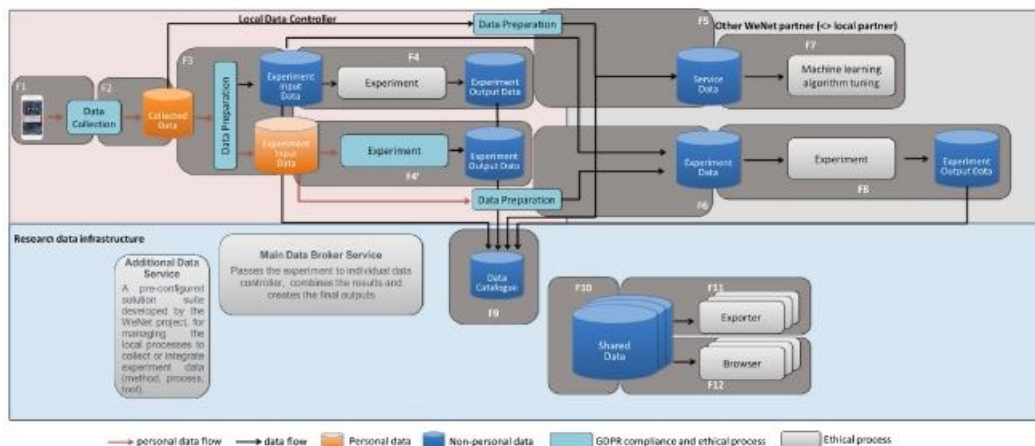 Local Data Controller
Other WeNet partner (<> local partner)
Data Preparation
F5
F7
F3
F4
F1
F2
Data
Collection
Collected
Data
Data Preparation
Experiment
Input
Data
Experiment
Experiment
Output Data
Service
Data
Machine learning
algorithm tuning
Experiment
Input
Data
Experiment
Experiment
Output Data
F4'
Data Preparation
Experiment
Data
Experiment
Experiment
Output Data
F6
F8
Research data infrastructure
Additional Data
Service
A pre-configured
solution suite
developed by the
WeNet project, for
managing the
local processes to
collect or integrate
experiment data
(method, process,
tool).
Main Data Broker Service
Passes the experiment to individual data
controller, combines the results and
creates the final outputs
Data
Catalogue
F9
F10
F11
Shared
Data
Exporter
Browser
F12
personal data flow
data flow
Personal data
Non-personal data
GDPR compliance and ethical process
Ethical process